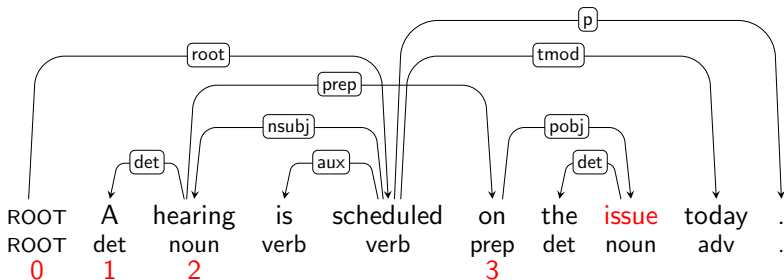 p
root tmod
prep
nsubj pobj
det aux det
ROOT A hearing is scheduled on the issue today .
ROOT det noun verb verb prep det noun adv .
0 1 2 3